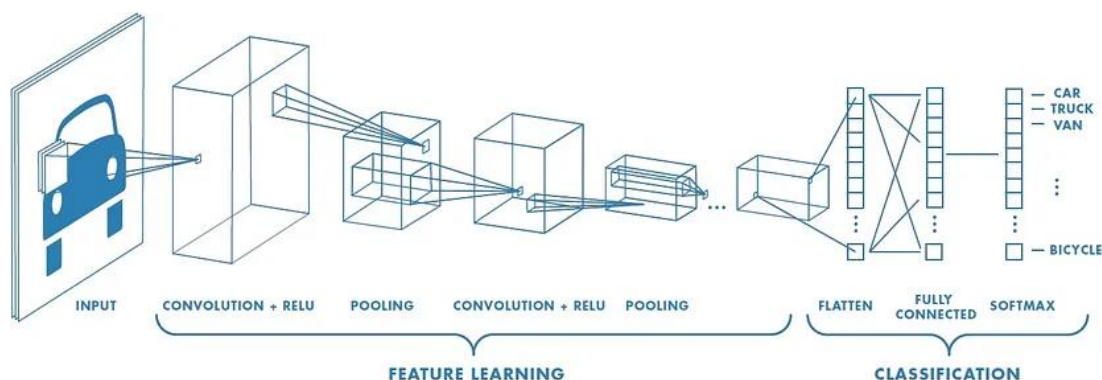 CAR
TRUCK
VAN
...
BICYCLE
INPUT
CONVOLUTION + RELU
POOLING
CONVOLUTION + RELU
POOLING
FLATTEN
FULLY
CONNECTED
SOFTMAX
FEATURE LEARNING
CLASSIFICATION